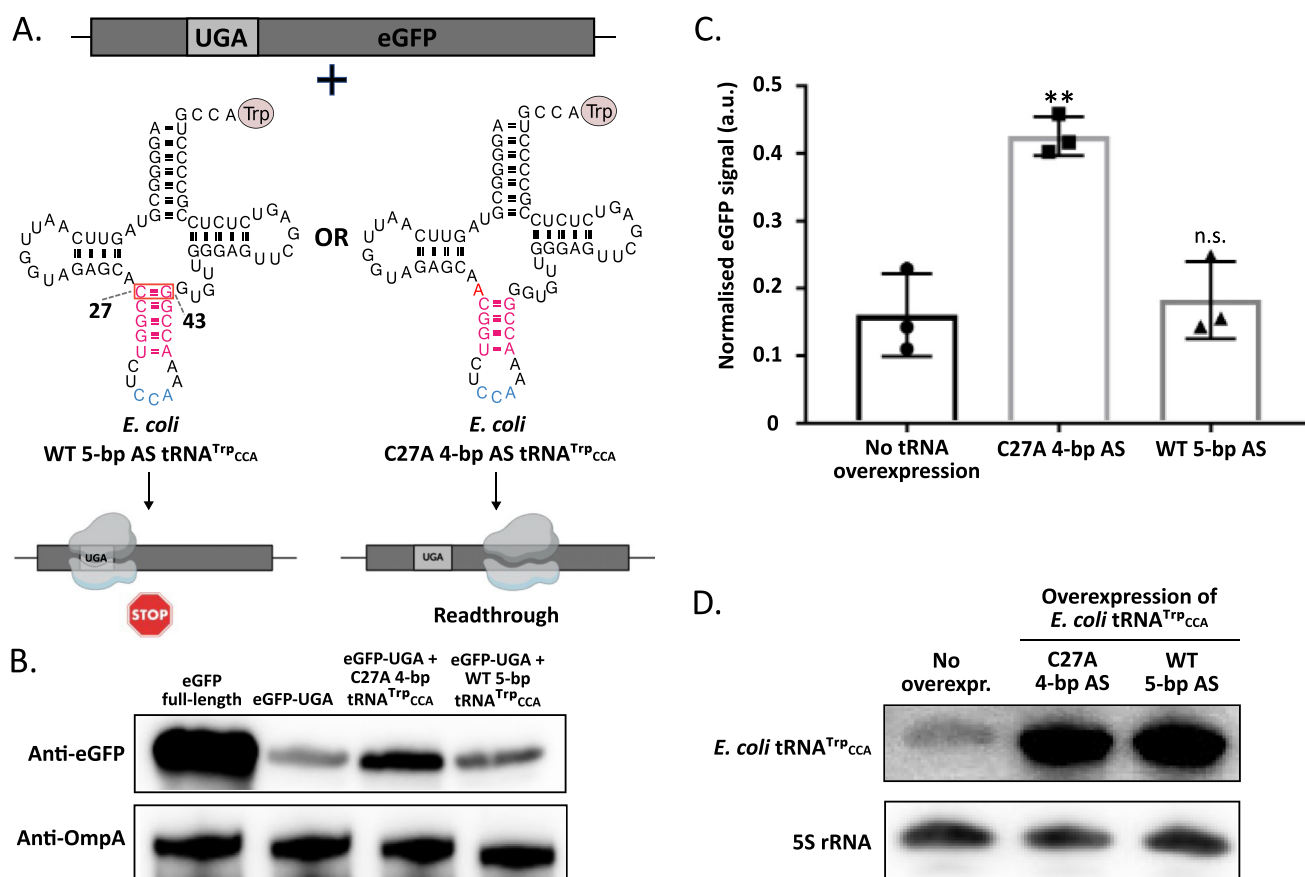 A.
UGA
eGFP
+
G C C A Trp
G C C A Trp
OR
27
43
E. coli
WT 5-bp AS tRNATrpCCA
E. coli
C27A 4-bp AS tRNATrpCCA
UGA
STOP
UGA
Readthrough
B.
eGFP
full-length
eGFP-UGA
eGFP-UGA +
C27A 4-bp
tRNATrpCCA
eGFP-UGA +
WT 5-bp
tRNATrpCCA
Anti-eGFP
Anti-OmpA
C.
Normalised eGFP signal (a.u.)
0.5
0.4
0.3
0.2
0.1
0
**
n.s.
No tRNA
overexpression
C27A 4-bp AS
WT 5-bp AS
D.
Overexpression of
E. coli tRNATrpCCA
No
overexpr.
C27A
4-bp AS
WT
5-bp AS
E. coli tRNATrpCCA
5S rRNA